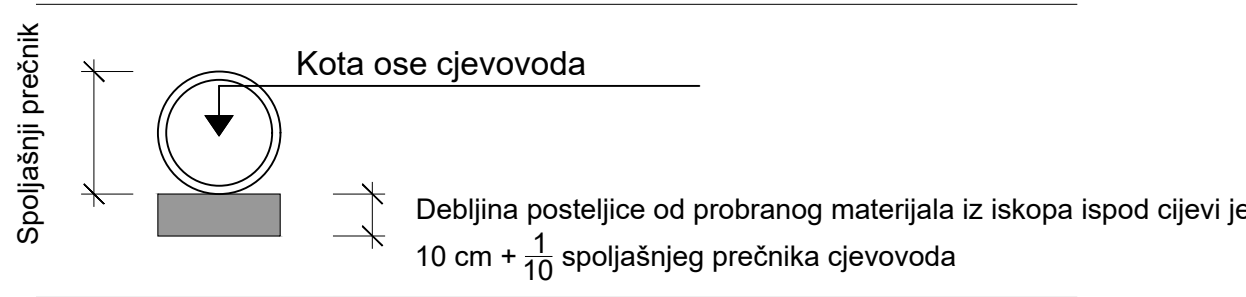 Spoljašnji prečnik
Kota ose cjevovoda
Debljina posteljice od probranog materijala iz iskopa ispod cijevi je
10 cm + 1/10 spoljašnjeg prečnika cjevovoda